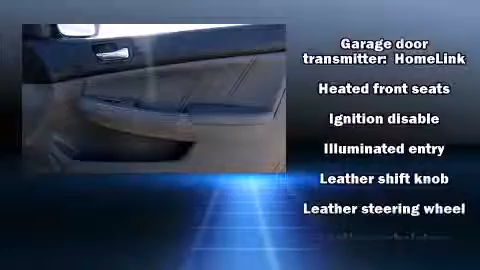 Garage door
transmitter: HomeLink
Heated front seats
Ignition disable
Illuminated entry
Leather shift knob
Leather steering wheel